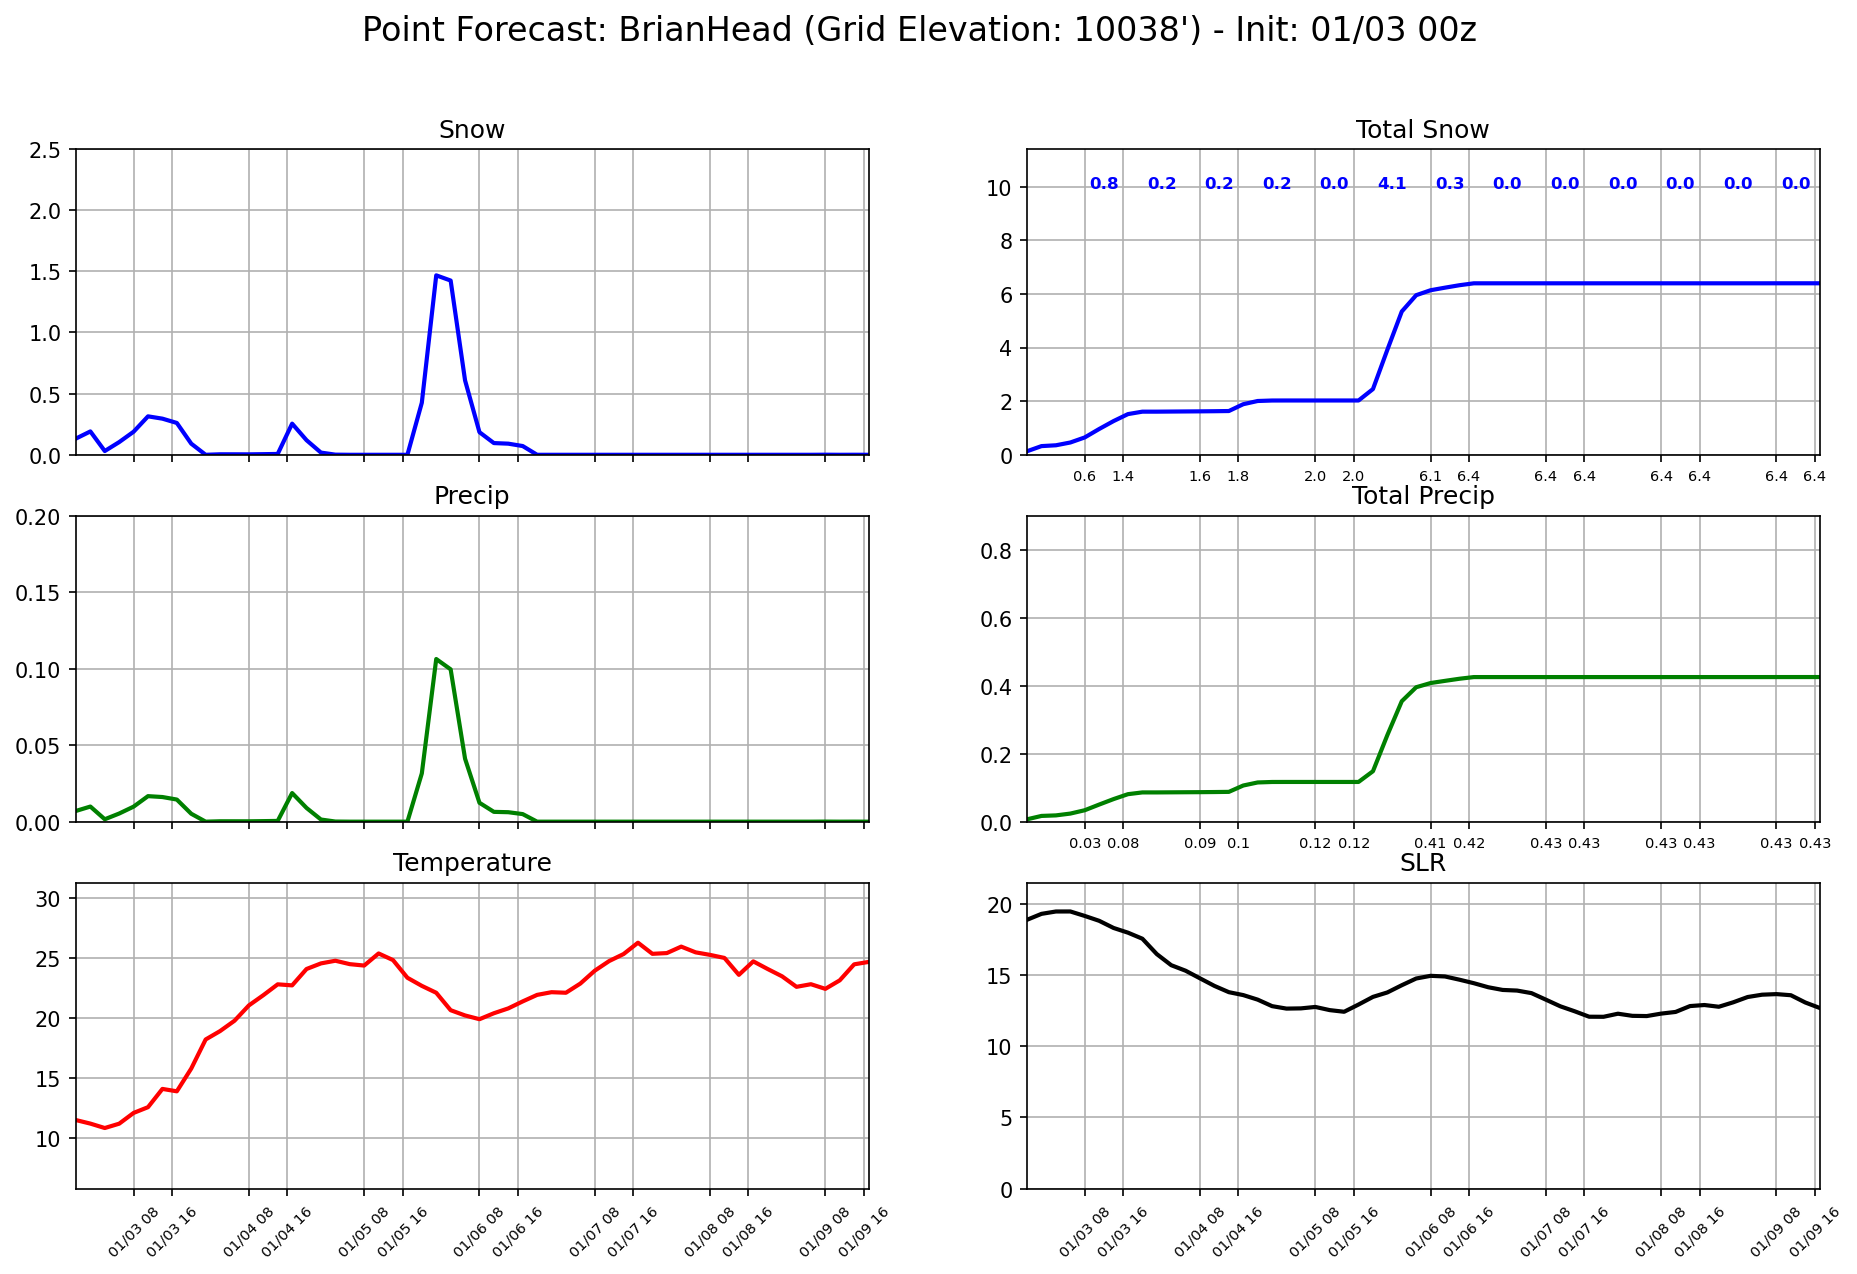 Point Forecast: BrianHead (Grid Elevation: 10038') - Init: 01/03 00z
Snow
2.5
2.0
1.5
1.0
0.5
0.0
Total Snow
10
8
6
4
2
0
0.8 0.2 0.2 0.2 0.0 4.1 0.3 0.0 0.0 0.0 0.0 0.0 0.0
0.6 1.4 1.6 1.8 2.0 2.0 6.1 6.4 6.4 6.4 6.4 6.4 6.4 6.4
Precip
0.20
0.15
0.10
0.05
0.00
Total Precip
0.8
0.6
0.4
0.2
0.0
0.03 0.08 0.09 0.1 0.12 0.12 0.41 0.42 0.43 0.43 0.43 0.43 0.43 0.43
Temperature
30
25
20
15
10
01/03 08 01/03 16 01/04 08 01/04 16 01/05 08 01/05 16 01/06 08 01/06 16 01/07 08 01/07 16 01/08 08 01/08 16 01/09 08 01/09 16
SLR
20
15
10
5
0
01/03 08 01/03 16 01/04 08 01/04 16 01/05 08 01/05 16 01/06 08 01/06 16 01/07 08 01/07 16 01/08 08 01/08 16 01/09 08 01/09 16